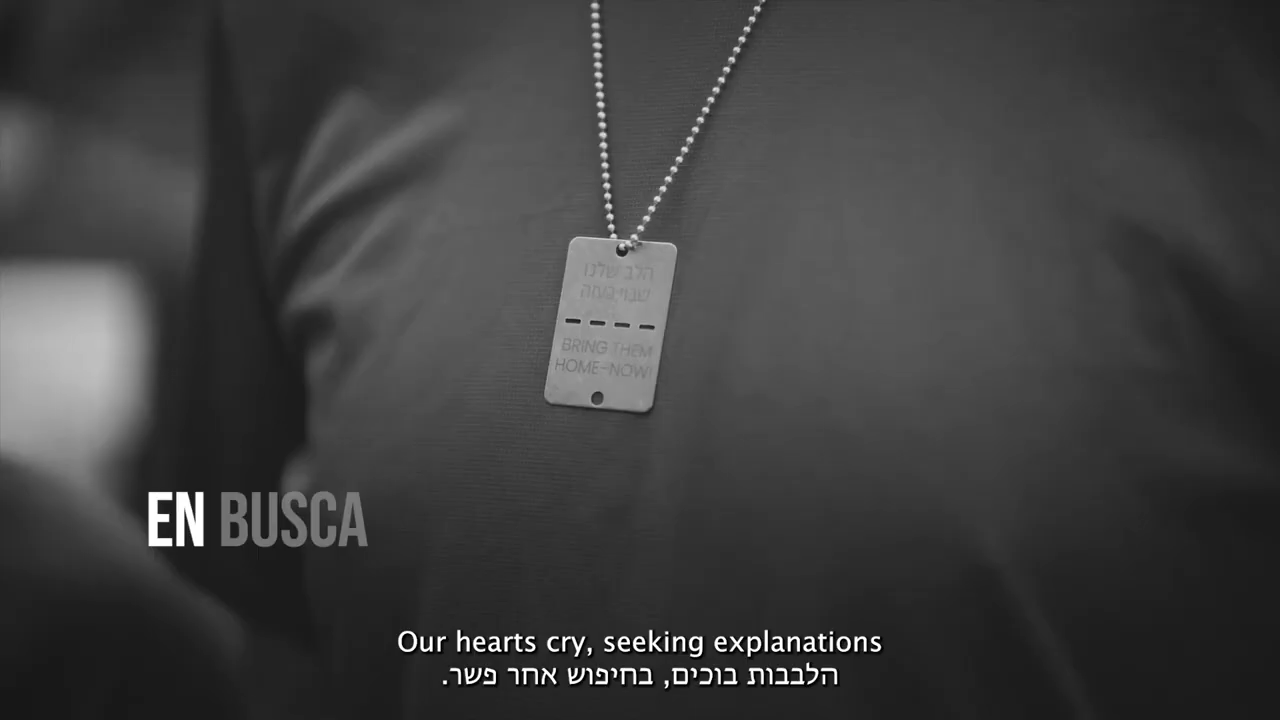 הלב שלנו
שבוי בעזה
BRING THEM
HOME-NOW!
EN BUSCA
Our hearts cry, seeking explanations
הלבבות בוכים, בחיפוש אחר פשר.